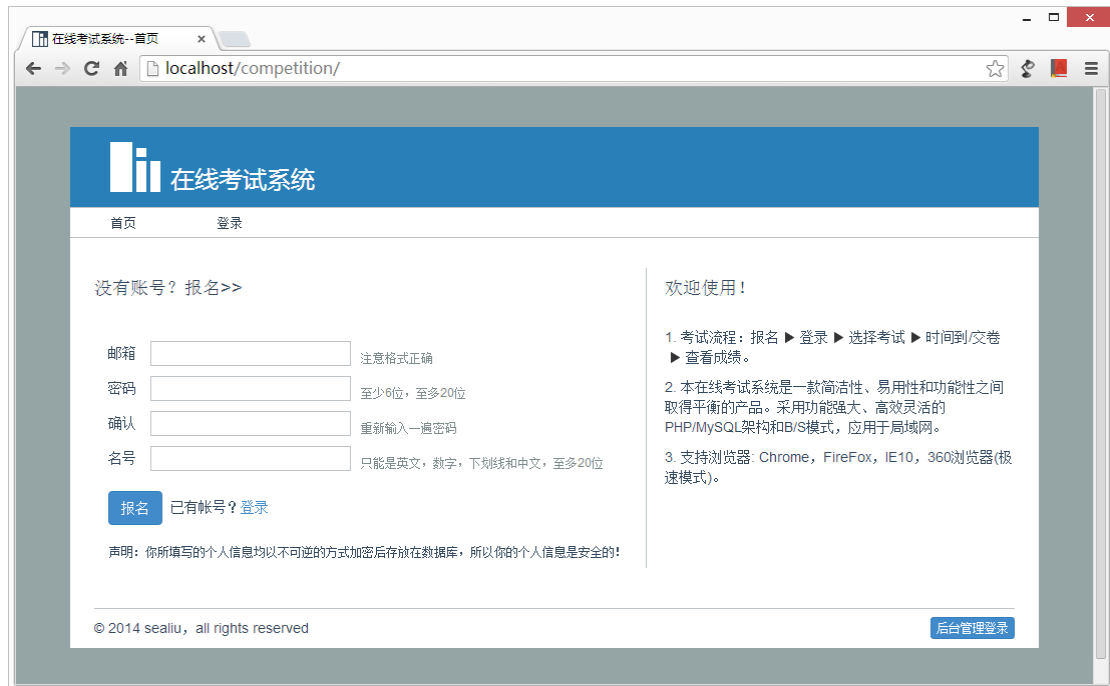 在线考试系统--首页
localhost/competition/
在线考试系统
首页 登录
没有账号？报名>>
邮箱 注意格式正确
密码 至少6位，至多20位
确认 重新输入一遍密码
名号 只能是英文，数字，下划线和中文，至多20位
报名 已有帐号？登录
声明：你所填写的个人信息均以不可逆的方式加密后存放在数据库，所以你的个人信息是安全的！
欢迎使用！
1. 考试流程：报名 ▶ 登录 ▶ 选择考试 ▶ 时间到/交卷
▶ 查看成绩。
2. 本在线考试系统是一款简洁性、易用性和功能性之间
取得平衡的产品。采用功能强大、高效灵活的
PHP/MySQL架构和B/S模式，应用于局域网。
3. 支持浏览器: Chrome，FireFox，IE10，360浏览器(极
速模式)。
© 2014 sealiu，all rights reserved
后台管理登录